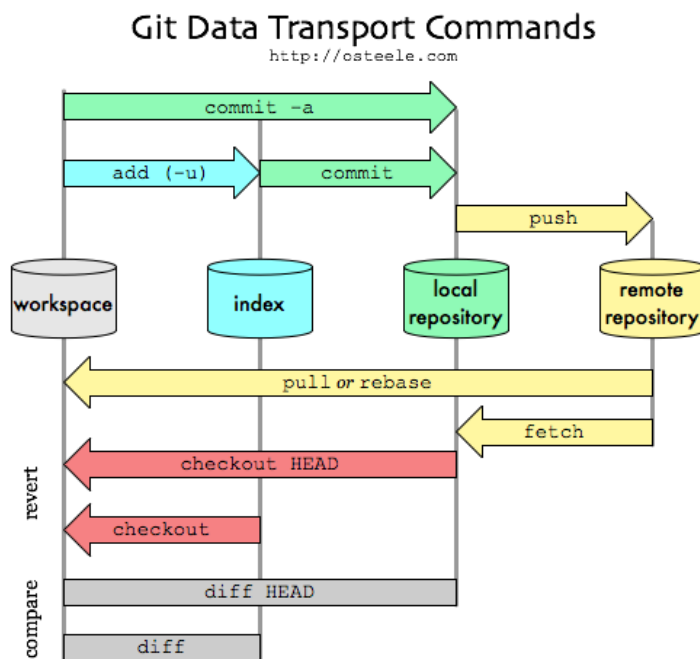 Git Data Transport Commands
http://osteele.com
commit -a
add (-u)
commit
push
workspace
index
local
repository
remote
repository
pull or rebase
fetch
revert
checkout HEAD
checkout
compare
diff HEAD
diff